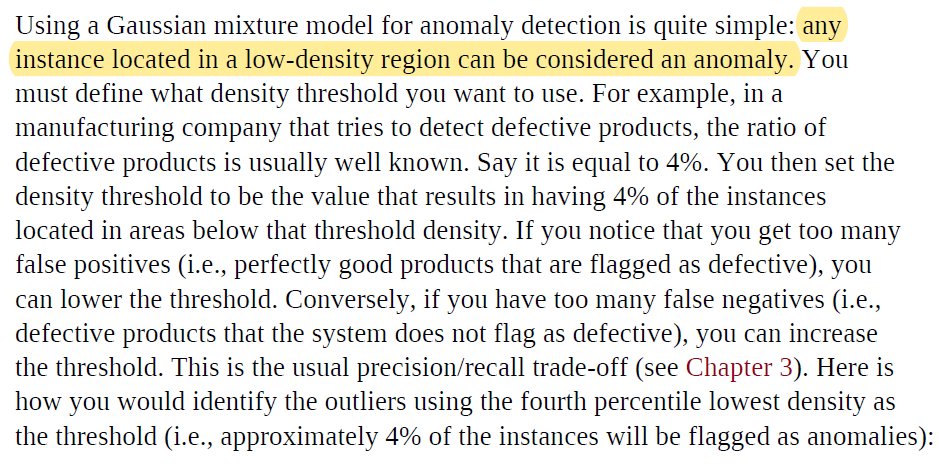 Using a Gaussian mixture model for anomaly detection is quite simple: any
instance located in a low-density region can be considered an anomaly. You
must define what density threshold you want to use. For example, in a
manufacturing company that tries to detect defective products, the ratio of
defective products is usually well known. Say it is equal to 4%. You then set the
density threshold to be the value that results in having 4% of the instances
located in areas below that threshold density. If you notice that you get too many
false positives (i.e., perfectly good products that are flagged as defective), you
can lower the threshold. Conversely, if you have too many false negatives (i.e.,
defective products that the system does not flag as defective), you can increase
the threshold. This is the usual precision/recall trade-off (see Chapter 3). Here is
how you would identify the outliers using the fourth percentile lowest density as
the threshold (i.e., approximately 4% of the instances will be flagged as anomalies):